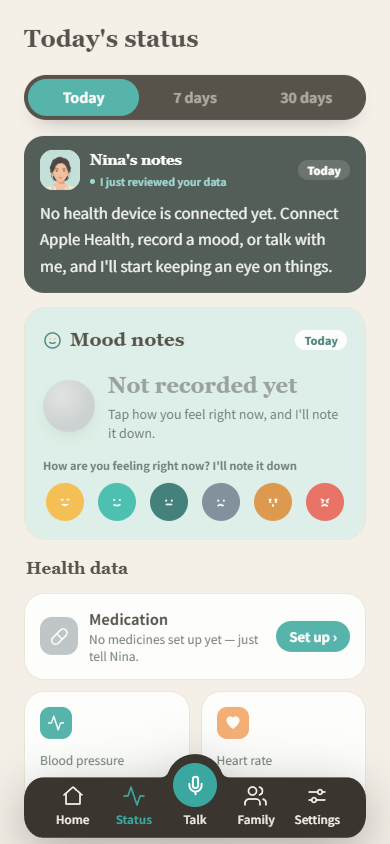 Today's status
Today
7 days
30 days
Nina's notes
• I just reviewed your data
Today
No health device is connected yet. Connect
Apple Health, record a mood, or talk with
me, and I'll start keeping an eye on things.
Mood notes
Today
Not recorded yet
Tap how you feel right now, and I'll note
it down.
How are you feeling right now? I'll note it down
Health data
Medication
No medicines set up yet — just
tell Nina.
Set up ›
Blood pressure
Heart rate
Home
Status
Talk
Family
Settings